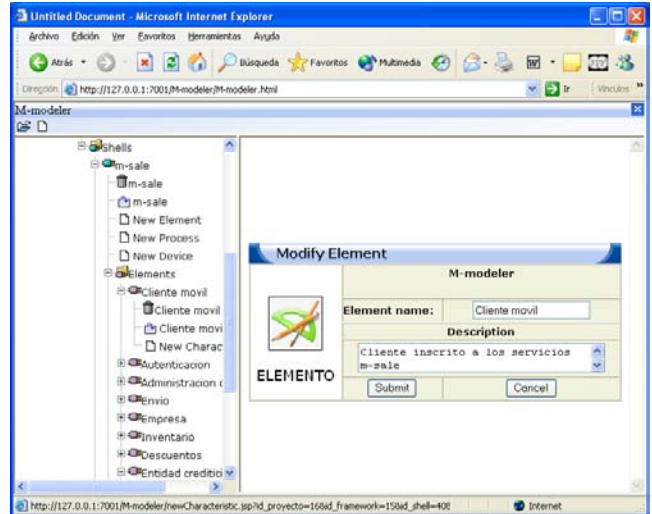 Untitled Document - Microsoft Internet Explorer
Archivo Edición Ver Favoritos Herramientas Ayuda
Atrás Búsqueda Favoritos Multimedia
Dirección http://127.0.0.1:7001/M-modeler/M-modeler.html Ir Vínculos »
M-modeler
Shells
m-sale
m-sale
m-sale
New Element
New Process
New Device
Elements
Cliente movil
Cliente movil
Cliente movi
New Charac
Autenticacion
Administracion
Envio
Empresa
Inventario
Descuentos
Entidad creditici
Modify Element
M-modeler
Element name: Cliente movil
Description
Cliente inscrito a los servicios
m-sale
ELEMENTO
Submit Cancel
http://127.0.0.1:7001/M-modeler/newCharacteristic.jsp?id_proyecto=16&id_framework=15&id_shell=408 Internet